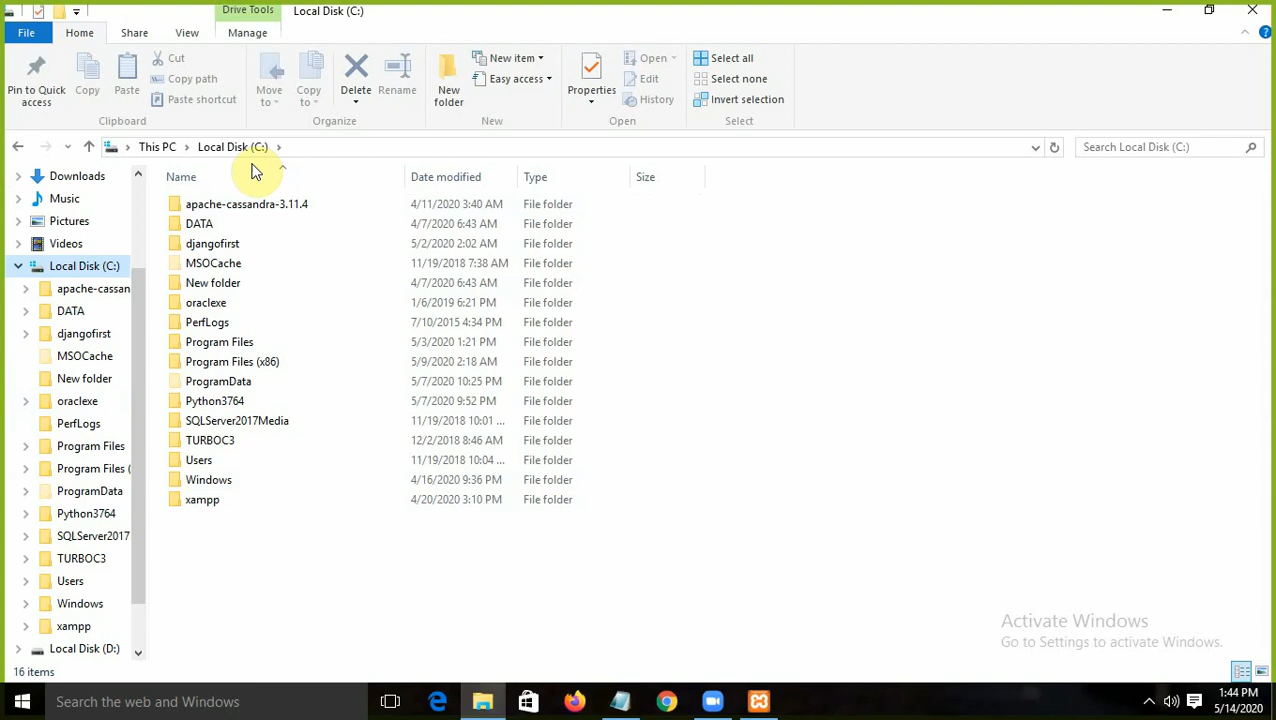 Drive Tools
Local Disk (C:)
File
Home
Share
View
Manage
Pin to Quick access
Copy
Paste
Cut
Copy path
Paste shortcut
Clipboard
Move to
Copy to
Delete
Rename
Organize
New folder
New item
Easy access
New
Properties
Open
Edit
History
Open
Select all
Select none
Invert selection
Select
This PC
Local Disk (C:)
Search Local Disk (C:)
Downloads
Music
Pictures
Videos
Local Disk (C:)
apache-cassan
DATA
djangofirst
MSOCache
New folder
oraclexe
PerfLogs
Program Files
Program Files (
ProgramData
Python3764
SQLServer2017
TURBOC3
Users
Windows
xampp
Local Disk (D:)
Name Date modified Type Size
apache-cassandra-3.11.4 4/11/2020 3:40 AM File folder
DATA 4/7/2020 6:43 AM File folder
djangofirst 5/2/2020 2:02 AM File folder
MSOCache 11/19/2018 7:38 AM File folder
New folder 4/7/2020 6:43 AM File folder
oraclexe 1/6/2019 6:21 PM File folder
PerfLogs 7/10/2015 4:34 PM File folder
Program Files 5/3/2020 1:21 PM File folder
Program Files (x86) 5/9/2020 2:18 AM File folder
ProgramData 5/7/2020 10:25 PM File folder
Python3764 5/7/2020 9:52 PM File folder
SQLServer2017Media 11/19/2018 10:01 ... File folder
TURBOC3 12/2/2018 8:46 AM File folder
Users 11/19/2018 10:04 ... File folder
Windows 4/16/2020 9:36 PM File folder
xampp 4/20/2020 3:10 PM File folder
Activate Windows
Go to Settings to activate Windows.
16 items
Search the web and Windows
1:44 PM
5/14/2020